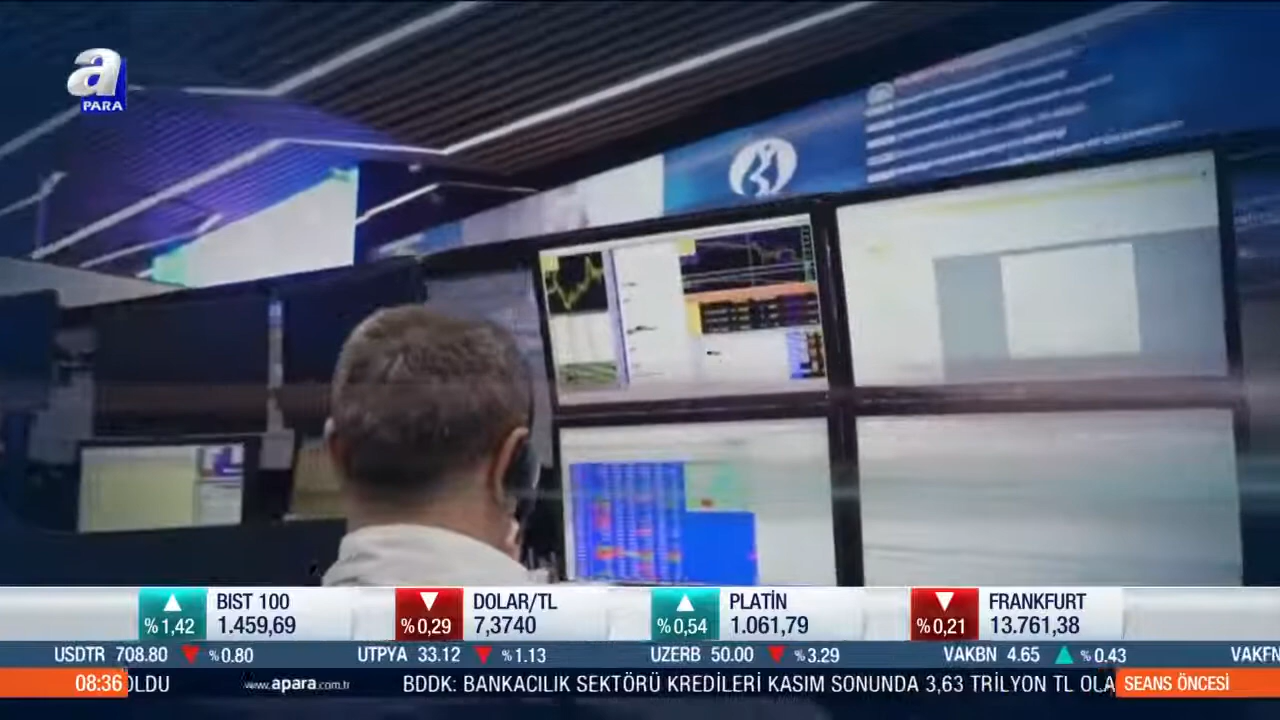 a
PARA
BIST 100
%1,42 1.459,69
DOLAR/TL
%0,29 7,3740
PLATİN
%0,54 1.061,79
FRANKFURT
%0,21 13.761,38
USDTR 708.80 %0.80 UTPYA 33.12 %1.13 UZERB 50.00 %3.29 VAKBN 4.65 %0.43 VAKFN
08:36 OLDU www.apara.com.tr BDDK: BANKACILIK SEKTÖRÜ KREDİLERİ KASIM SONUNDA 3,63 TRİLYON TL OLA SEANS ÖNCESİ